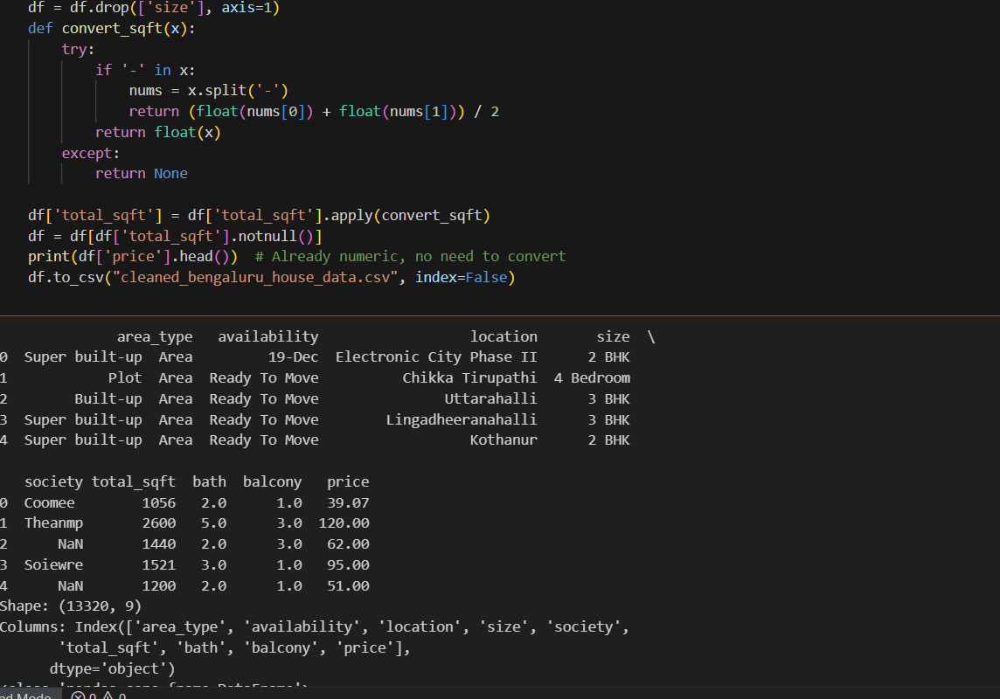 df = df.drop(['size'], axis=1)
def convert_sqft(x):
    try:
        if '-' in x:
            nums = x.split('-')
            return (float(nums[0]) + float(nums[1])) / 2
        return float(x)
    except:
        return None

df['total_sqft'] = df['total_sqft'].apply(convert_sqft)
df = df[df['total_sqft'].notnull()]
print(df['price'].head())  # Already numeric, no need to convert
df.to_csv("cleaned_bengaluru_house_data.csv", index=False)

             area_type   availability                  location       size  \
0  Super built-up  Area         19-Dec  Electronic City Phase II      2 BHK
1            Plot  Area  Ready To Move          Chikka Tirupathi  4 Bedroom
2        Built-up  Area  Ready To Move               Uttarahalli      3 BHK
3  Super built-up  Area  Ready To Move        Lingadheeranahalli      3 BHK
4  Super built-up  Area  Ready To Move                  Kothanur      2 BHK

   society total_sqft  bath  balcony   price
0  Coomee        1056   2.0      1.0   39.07
1  Theanmp       2600   5.0      3.0  120.00
2      NaN       1440   2.0      3.0   62.00
3  Soiewre       1521   3.0      1.0   95.00
4      NaN       1200   2.0      1.0   51.00
Shape: (13320, 9)
Columns: Index(['area_type', 'availability', 'location', 'size', 'society',
       'total_sqft', 'bath', 'balcony', 'price'],
      dtype='object')